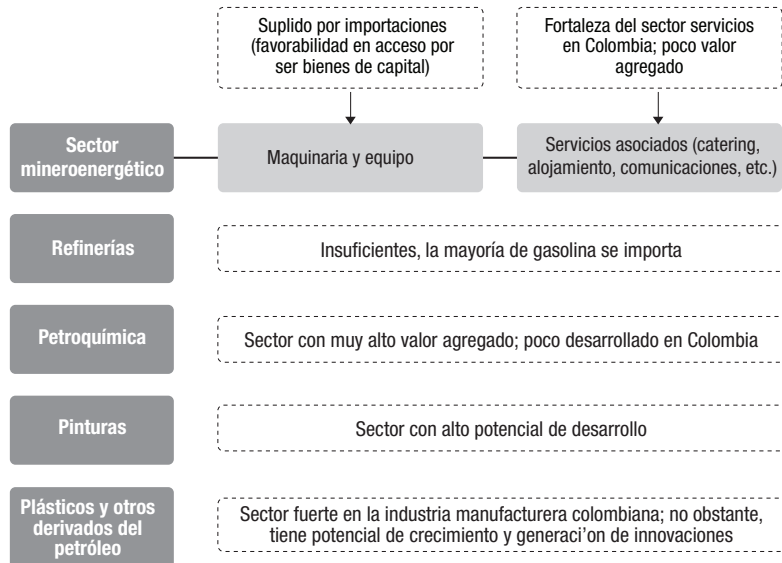 Suplido por importaciones
(favorabilidad en acceso por
ser bienes de capital)
Fortaleza del sector servicios
en Colombia; poco valor
agregado
Sector
mineroenergético
Maquinaria y equipo
Servicios asociados (catering,
alojamiento, comunicaciones, etc.)
Refinerías
Insuficientes, la mayoría de gasolina se importa
Petroquímica
Sector con muy alto valor agregado; poco desarrollado en Colombia
Pinturas
Sector con alto potencial de desarrollo
Plásticos y otros
derivados del
petróleo
Sector fuerte en la industria manufacturera colombiana; no obstante,
tiene potencial de crecimiento y generaci’on de innovaciones